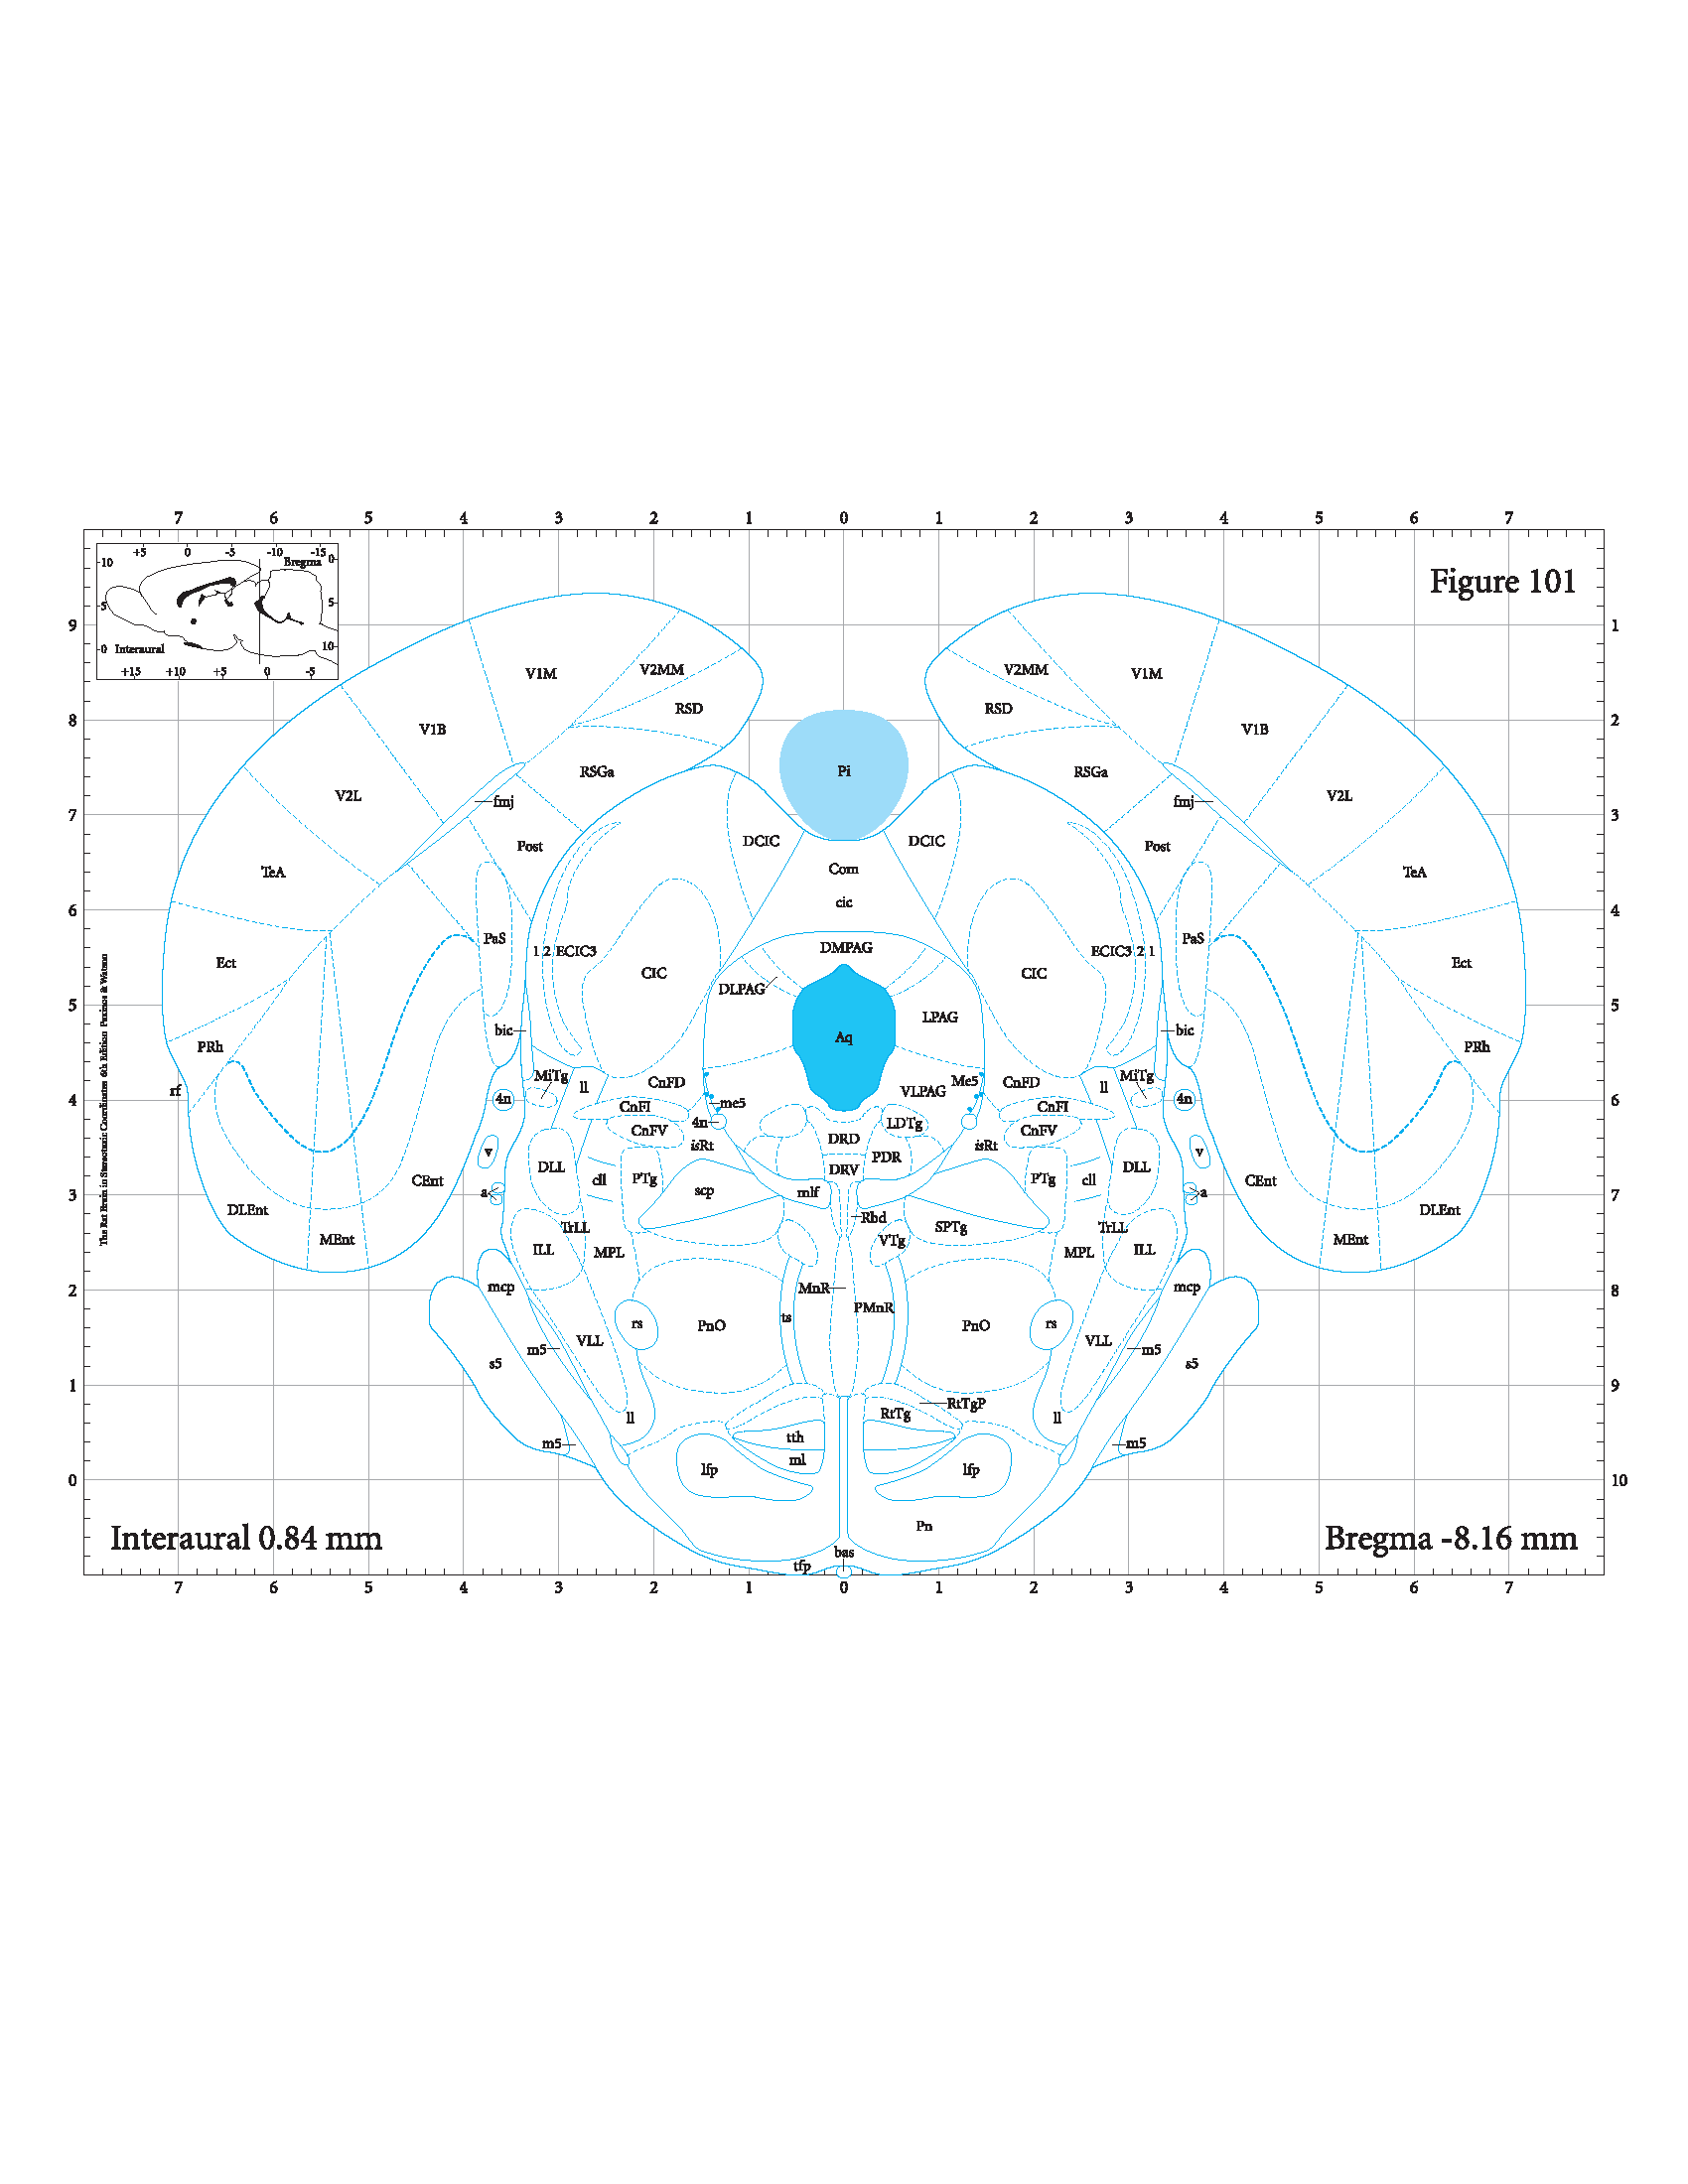 7 6 5 4 3 2 1 0 1 2 3 4 5 6 7
Figure 101
+5 0 -5 -10 -15
Bregma
10 0
5 5
0 Interaural 10
+15 +10 +5 0 -5
9 1
V1M V2MM V2MM V1M
RSD RSD
8 2
V1B V1B
RSGa Pi RSGa
V2L fmj fmj V2L
7 3
Post DCIC DCIC Post
TeA Com TeA
cic
6 4
PaS DMPAG PaS
1 2 ECIC3 ECIC3 2 1
Ect CIC CIC Ect
DLPAG
5 LPAG 5
bic Aq bic
PRh PRh
rf MiTg ll CnFD Me5 CnFD ll MiTg
VLPAG
4 4n CnFI me5 CnFI 4n 6
CnFV 4n LDTg CnFV
isRt DRD isRt
v PDR v
DLL cll PTg DRV PTg cll DLL
CEnt scp mlf CEnt
3 a a 7
DLEnt Rbd DLEnt
TrLL SPTg TrLL
MEnt ILL MPL VTg MPL ILL MEnt
2 mcp MnR mcp 8
PMnR
rs PnO ts PnO rs
m5 VLL VLL m5
s5 s5
1 9
RtTgP
ll RtTg ll
m5 tth m5
ml
lfp lfp
0 10
Pn
Interaural 0.84 mm
Bregma -8.16 mm
bas
tfp
7 6 5 4 3 2 1 0 1 2 3 4 5 6 7
The Rat Brain in Stereotaxic Coordinates 6th Edition Paxinos & Watson